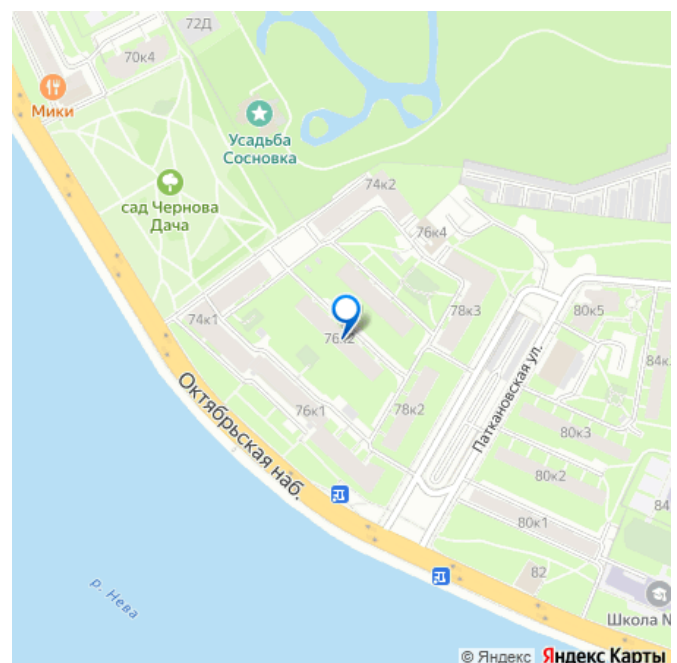 72Д
70к4
Мики
Усадьба
Сосновка
74к2
сад Чернова
Дача
76к4
78к3
80к5
74к1
76к2
84к.
Октябрьская наб.
76к1
78к2
Паткановская ул.
80к3
80к2
84
80к1
82
р. Нева
Школа N
© Яндекс Яндекс Карты